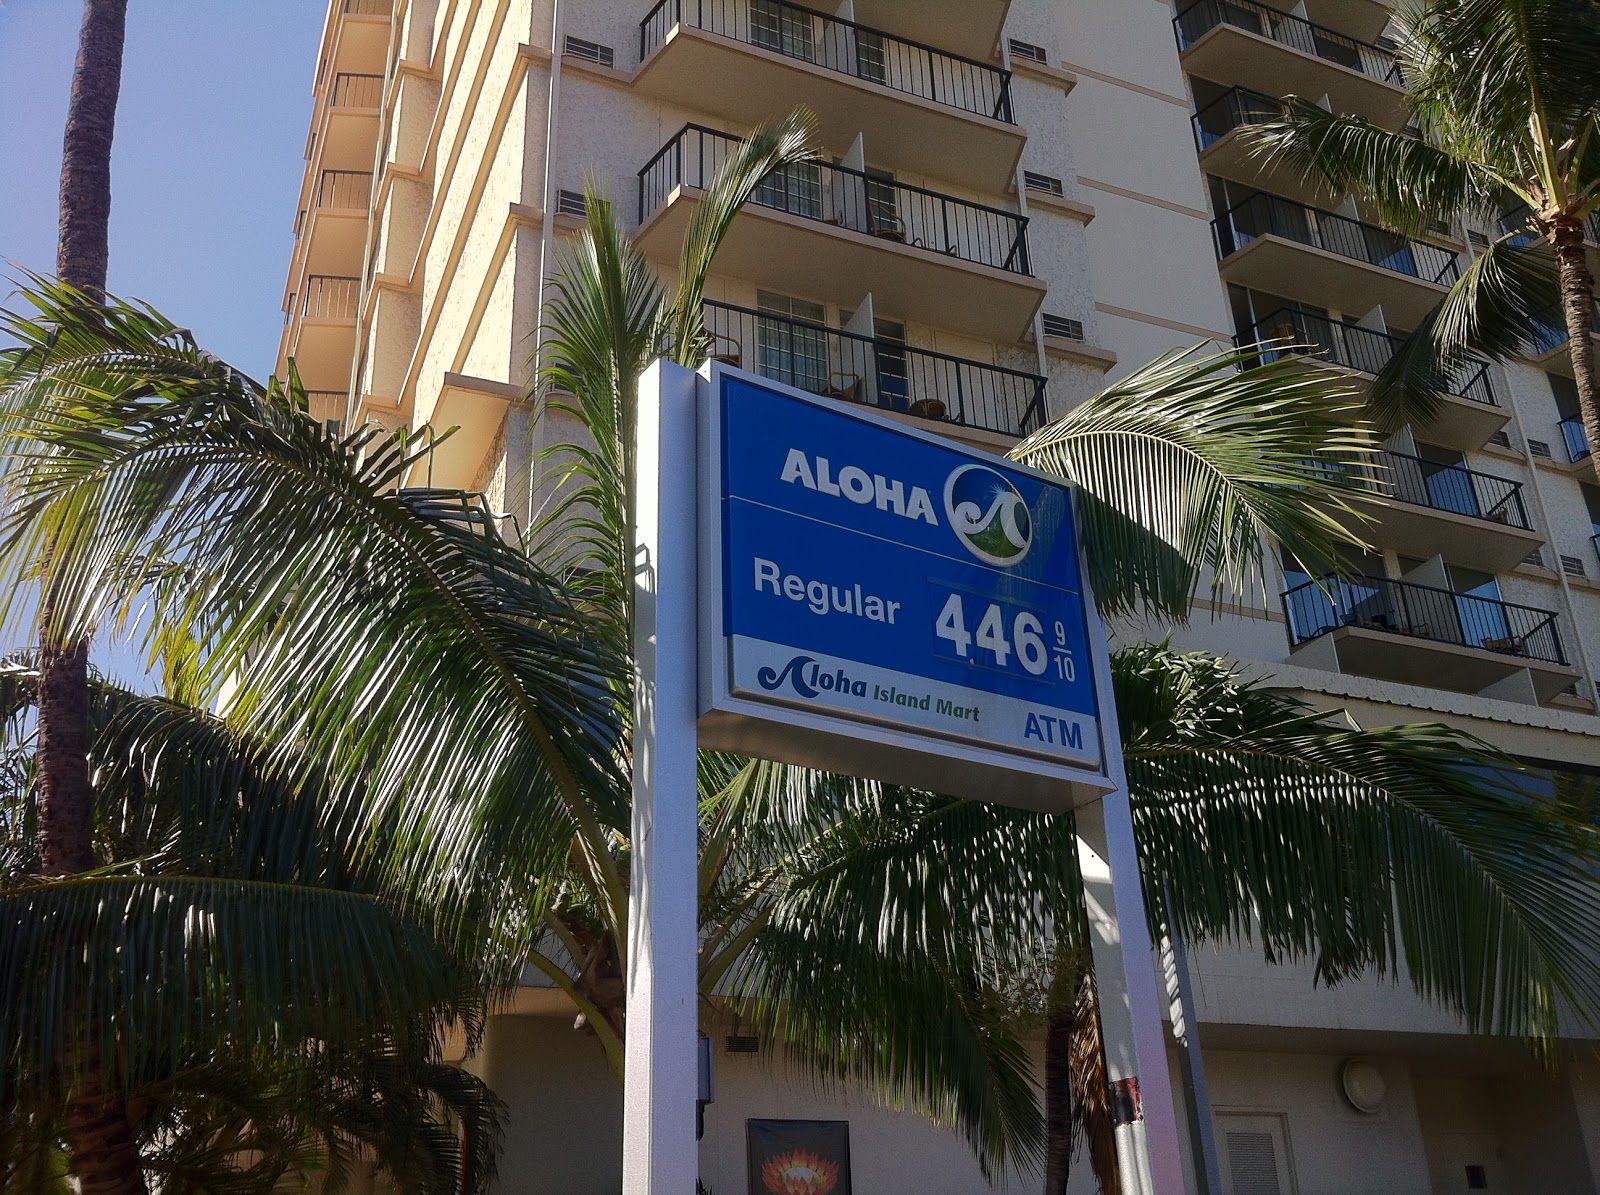 ALOHA
Regular 446 9/10
Aloha Island Mart ATM